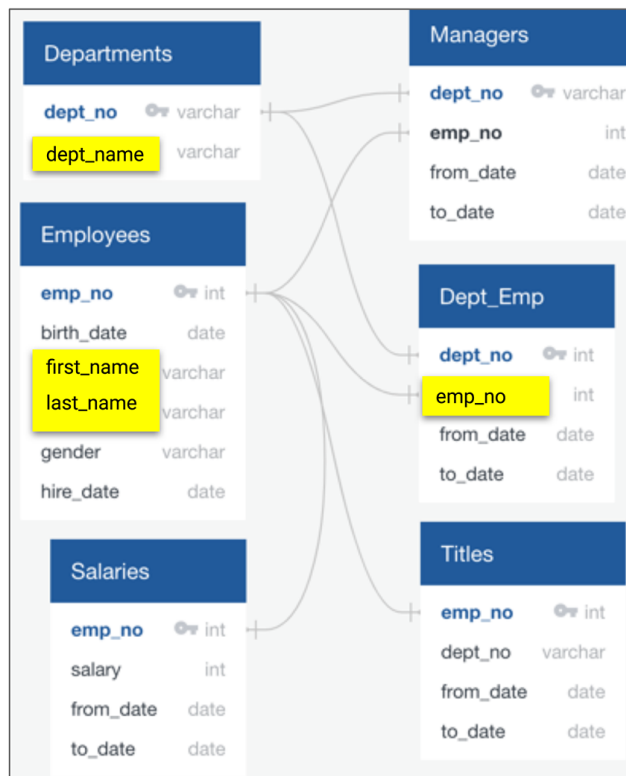 Departments
dept_no varchar
dept_name varchar
Employees
emp_no int
birth_date date
first_name varchar
last_name varchar
gender varchar
hire_date date
Salaries
emp_no int
salary int
from_date date
to_date date
Managers
dept_no varchar
emp_no int
from_date date
to_date date
Dept_Emp
dept_no int
emp_no int
from_date date
to_date date
Titles
emp_no int
dept_no varchar
from_date date
to_date date